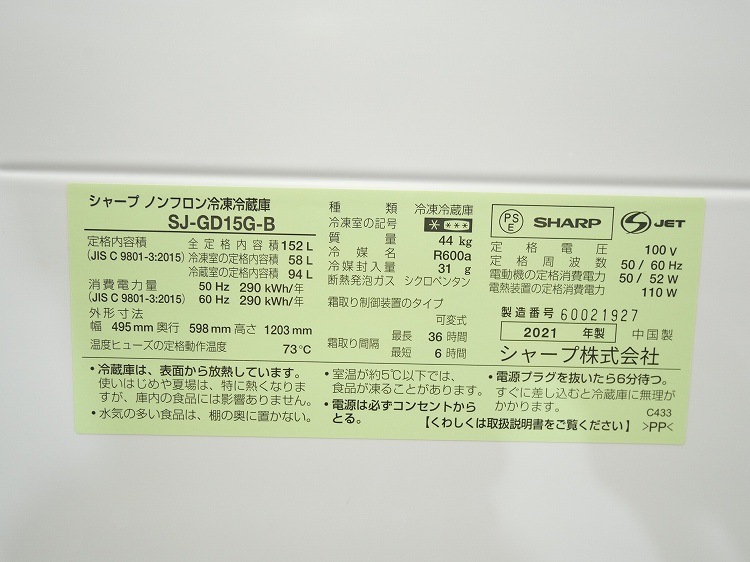 シャープ ノンフロン冷凍冷蔵庫
SJ-GD15G-B
定格内容積 全定格内容積 152 L
(JIS C 9801-3:2015) 冷凍室の定格内容積 58 L
冷蔵室の定格内容積 94 L
消費電力量 50 Hz 290 kWh/年
(JIS C 9801-3:2015) 60 Hz 290 kWh/年
外形寸法
幅 495 mm 奥行 598 mm 高さ 1203 mm
温度ヒューズの定格動作温度 73℃
種類 冷凍冷蔵庫
冷凍室の記号 * ***
質量 44 kg
冷媒名 R600a
冷媒封入量 31 g
断熱発泡ガス シクロペンタン
霜取り制御装置のタイプ
可変式
霜取り間隔 最長 36 時間
最短 6 時間
PS E SHARP S JET
定格電圧 100 V
定格周波数 50 / 60 Hz
電動機の定格消費電力 50 / 52 W
電熱装置の定格消費電力 110 W
製造番号 60021927
2021 年製 中国製
シャープ株式会社
・冷蔵庫は、表面から放熱しています。
使いはじめや夏場は、特に熱くなりま
すが、庫内の食品には影響ありません。
・水気の多い食品は、棚の奥に置かない。
・室温が約5℃以下では、
食品が凍ることがあります。
・電源は必ずコンセントから
とる。
・電源プラグを抜いたら6分待つ。
すぐに差し込むと冷蔵庫に無理が
かかります。 C433
【くわしくは取扱説明書をご覧ください】 >PP<